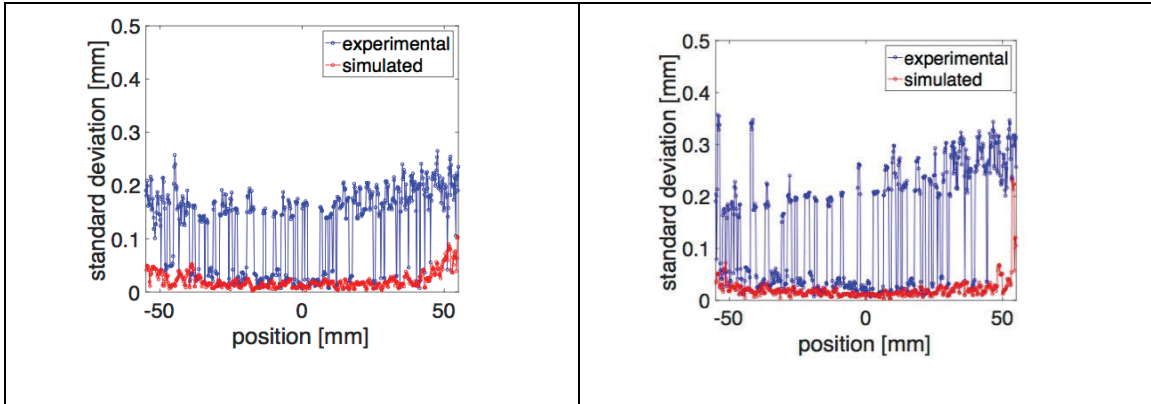 0.5
0.4
0.3
0.2
0.1
0
standard deviation [mm]
experimental
simulated
-50 0 50
position [mm]
0.5
0.4
0.3
0.2
0.1
0
standard deviation [mm]
experimental
simulated
-50 0 50
position [mm]